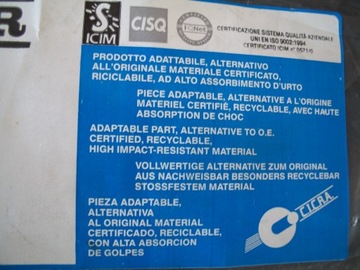 R
ICIM
CISQ
IQNet
CERTIFICAZIONE SISTEMA QUALITÀ AZIENDALE
UNI EN ISO 9002-1994
CERTIFICATO ICIM n°
PRODOTTO ADATTABILE, ALTERNATIVO
ALL'ORIGINALE MATERIALE CERTIFICATO,
RICICLABILE, AD ALTO ASSORBIMENTO D'URTO
PIECE ADAPTABLE, ALTERNATIVE A L'ORIGINE
MATERIEL CERTIFIÉ, RECYCLABLE, AVEC HAUTE
ABSORPTION DE CHOC
ADAPTABLE PART, ALTERNATIVE TO O.E.
CERTIFIED, RECYCLABLE,
HIGH IMPACT-RESISTANT MATERIAL
VOLLWERTIGE ALTERNATIVE ZUM ORIGINAL
AUS NACHWEISBAR BESONDERS RECYCLEBAR
STOSSFESTEM MATERIAL
PIEZA ADAPTABLE,
ALTERNATIVA
AL ORIGINAL MATERIAL
CERTIFICADO, RECICLABLE,
CON ALTA ABSORCION
DE GOLPES
C.I.C.R.A.